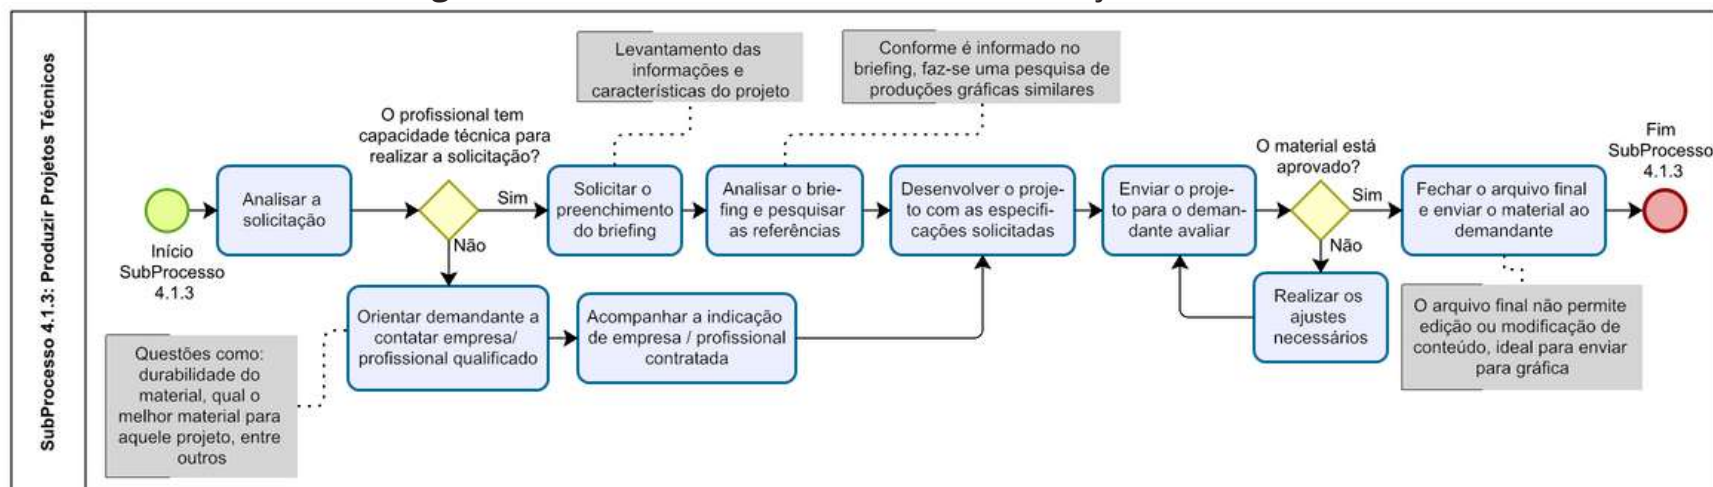 SubProcesso 4.1.3: Produzir Projetos Técnicos
Início
SubProcesso
4.1.3
Analisar a
solicitação
O profissional tem
capacidade técnica para
realizar a solicitação?
Sim
Não
Levantamento das
informações e
características do projeto
Solicitar o
preenchimento
do briefing
Conforme é informado no
briefing, faz-se uma pesquisa de
produções gráficas similares
Analisar o brie-
fing e pesquisar
as referências
Desenvolver o proje-
to com as especifi-
cações solicitadas
Enviar o proje-
to para o deman-
dante avaliar
O material está
aprovado?
Sim
Não
Fechar o arquivo final
e enviar o material ao
demandante
Fim
SubProcesso
4.1.3
Questões como:
durabilidade do
material, qual o
melhor material para
aquele projeto, entre
outros
Orientar demandante a
contatar empresa/
profissional qualificado
Acompanhar a indicação
de empresa / profissional
contratada
Realizar os
ajustes
necessários
O arquivo final não permite
edição ou modificação de
conteúdo, ideal para enviar
para gráfica